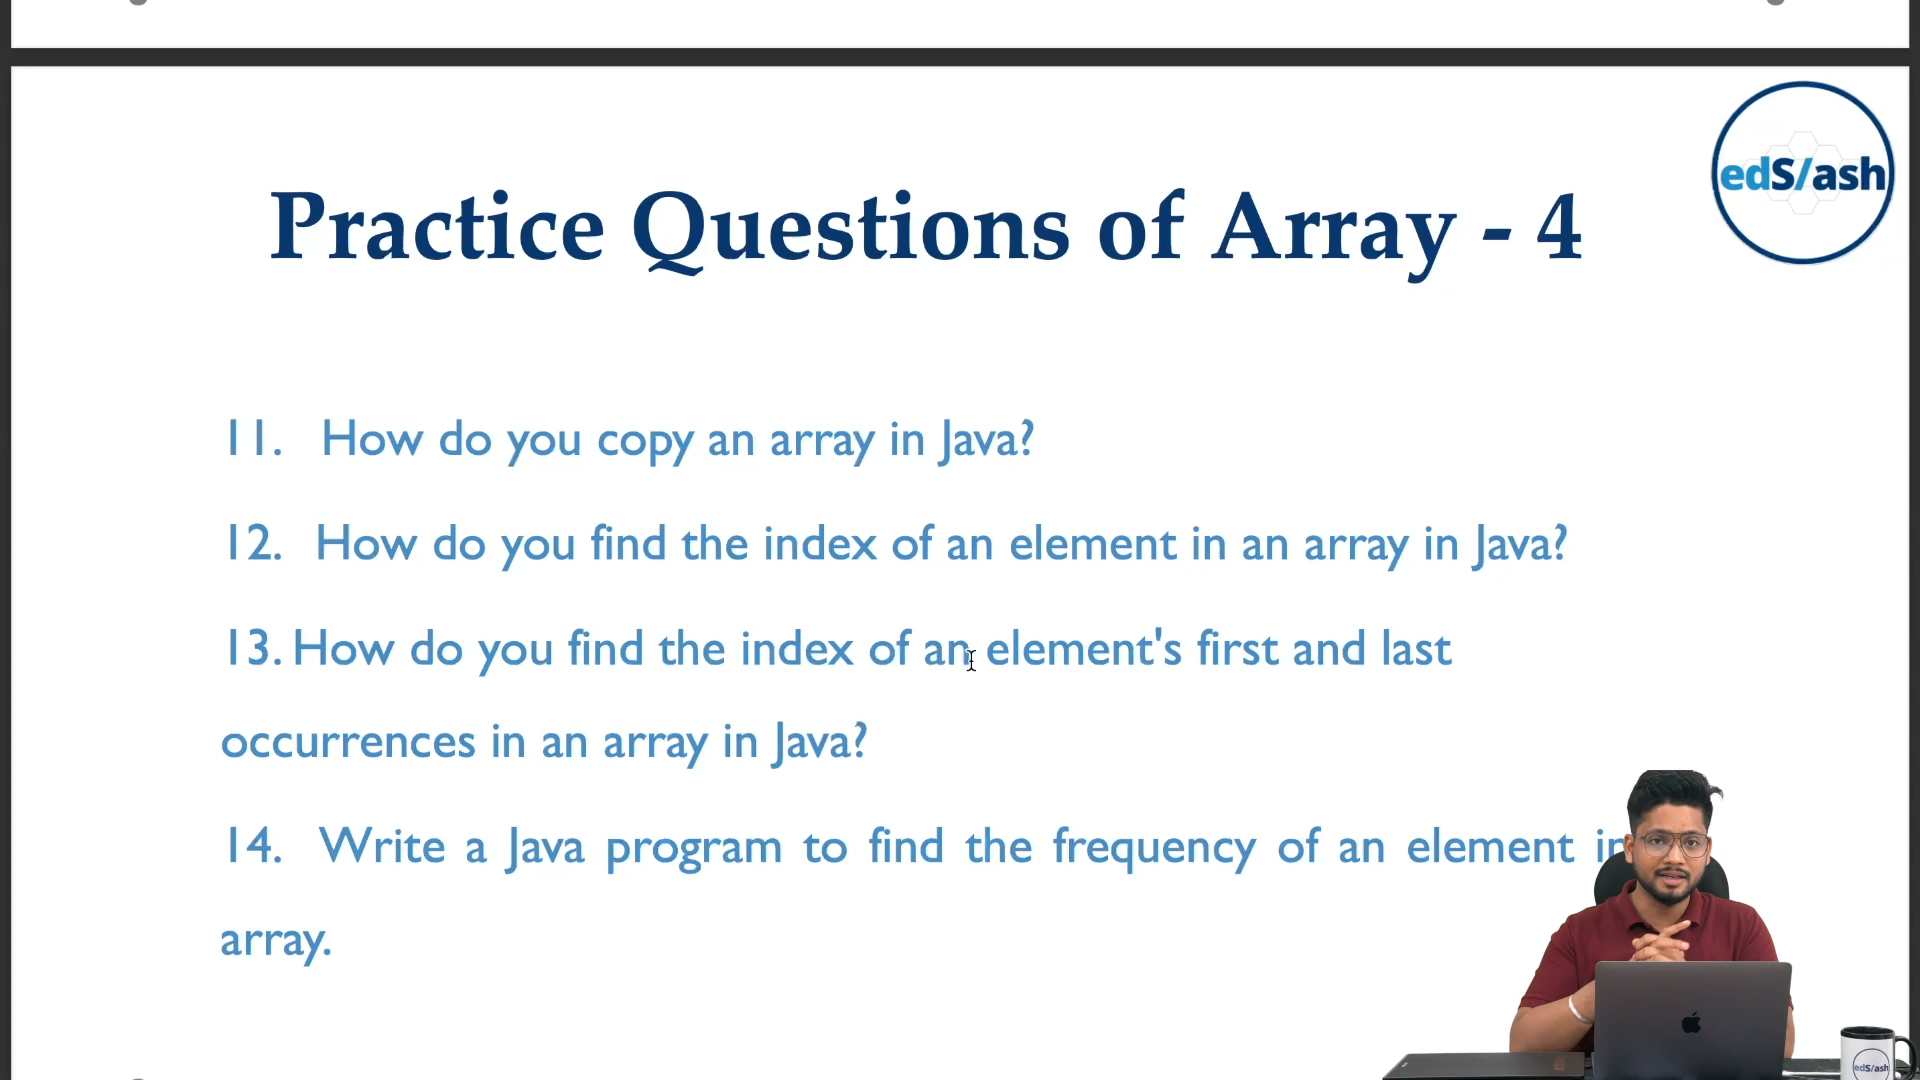 edS/ash
Practice Questions of Array - 4
11. How do you copy an array in Java?
12. How do you find the index of an element in an array in Java?
13. How do you find the index of an element's first and last
occurrences in an array in Java?
14. Write a Java program to find the frequency of an element in
array.
edS/ash